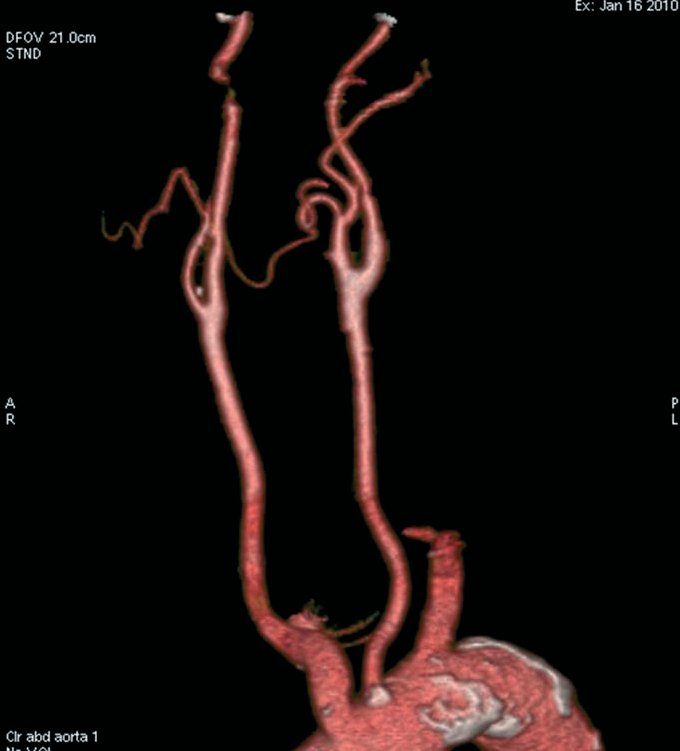 Ex: Jan 16 2010
DFOV 21.0cm
STND
A
R
P
L
Clr abd aorta 1